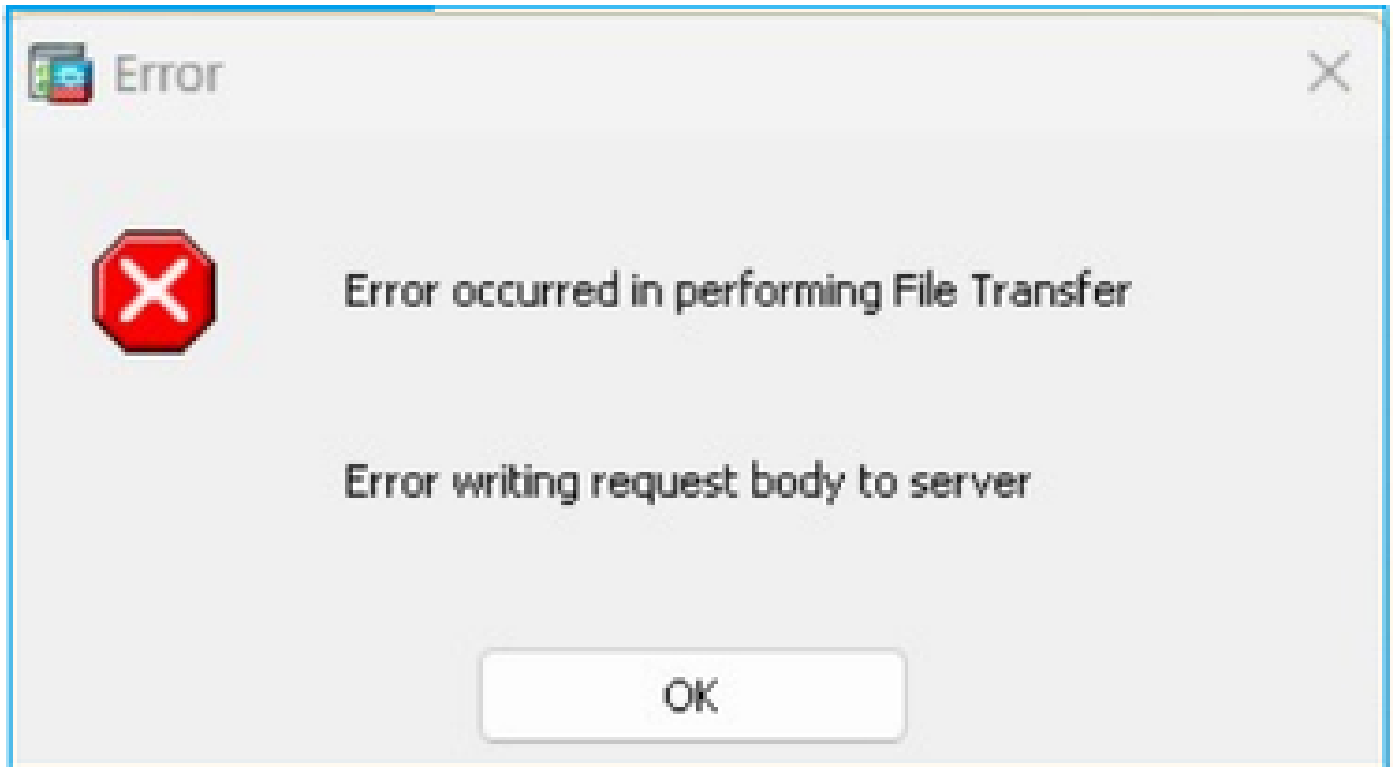 Error
Error occurred in performing File Transfer
Error writing request body to server
OK